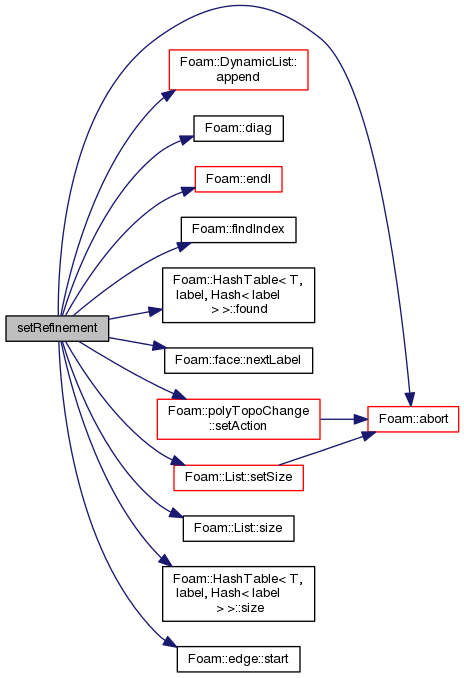 Foam::DynamicList::
append
Foam::diag
Foam::endl
Foam::findIndex
Foam::HashTable< T,
label, Hash< label
> >::found
setRefinement
Foam::face::nextLabel
Foam::polyTopoChange
::setAction
Foam::abort
Foam::List::setSize
Foam::List::size
Foam::HashTable< T,
label, Hash< label
> >::size
Foam::edge::start